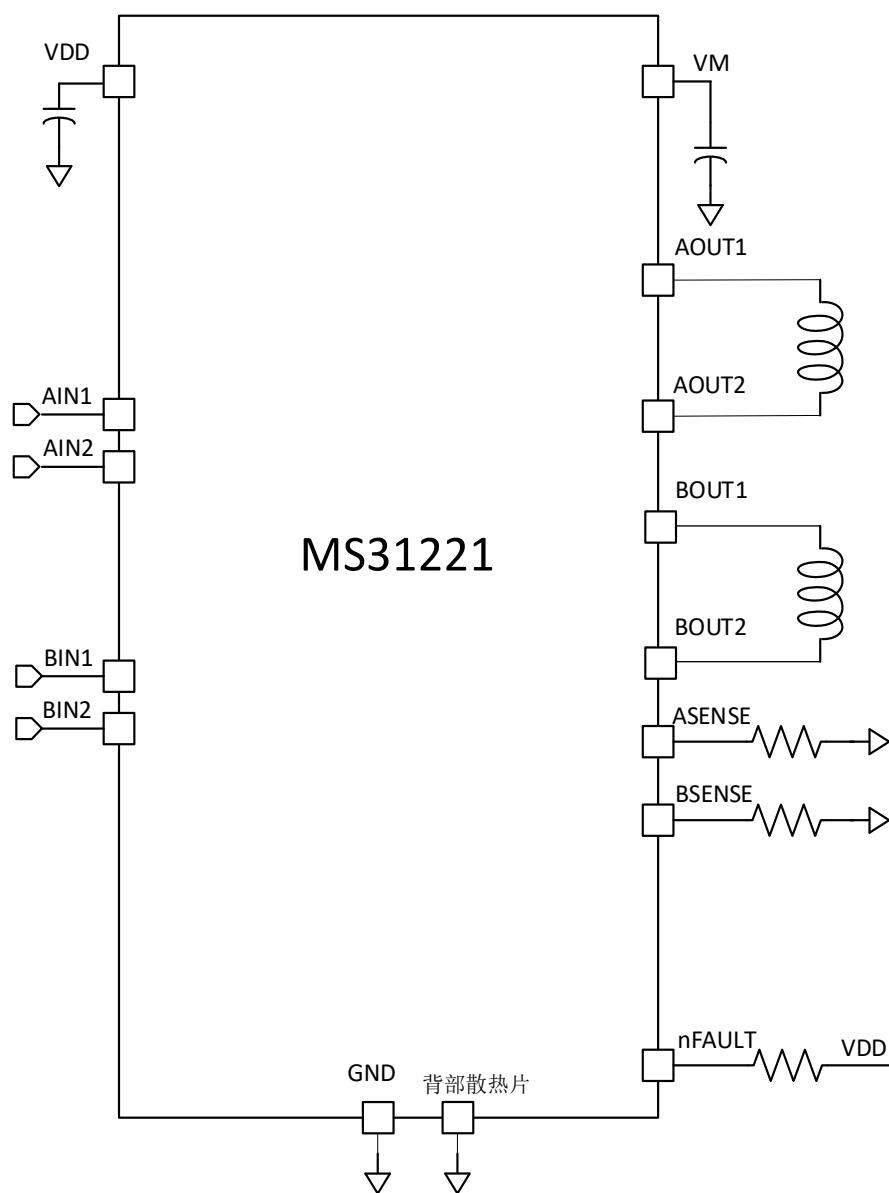 VDD
VM
AOUT1
AIN1
AOUT2
AIN2
BOUT1
MS31221
BOUT2
BIN1
BIN2
ASENSE
BSENSE
nFAULT
VDD
GND
背部散热片